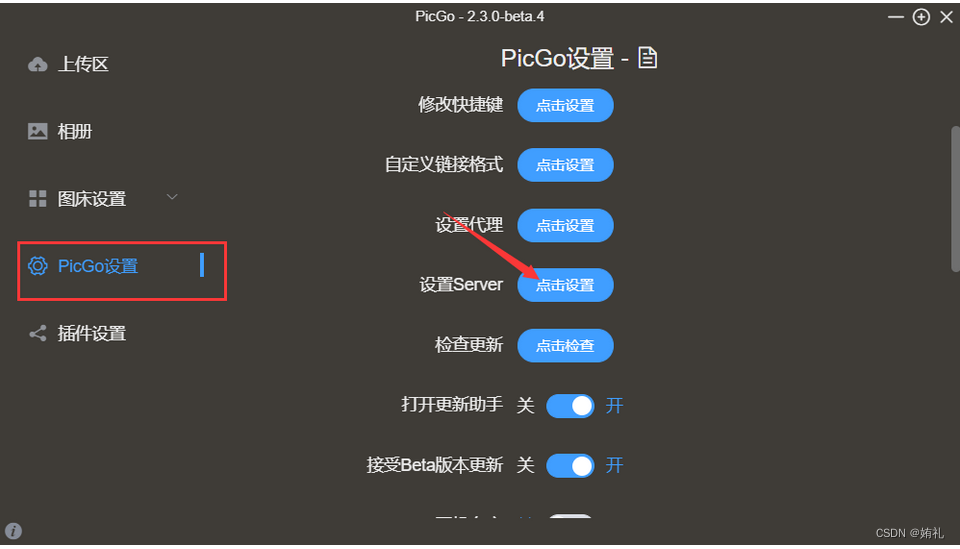 PicGo - 2.3.0-beta.4
上传区
相册
图床设置
PicGo设置
插件设置
PicGo设置 -
修改快捷键 点击设置
自定义链接格式 点击设置
设置代理 点击设置
设置Server 点击设置
检查更新 点击检查
打开更新助手 关 开
接受Beta版本更新 关 开
CSDN @姷礼